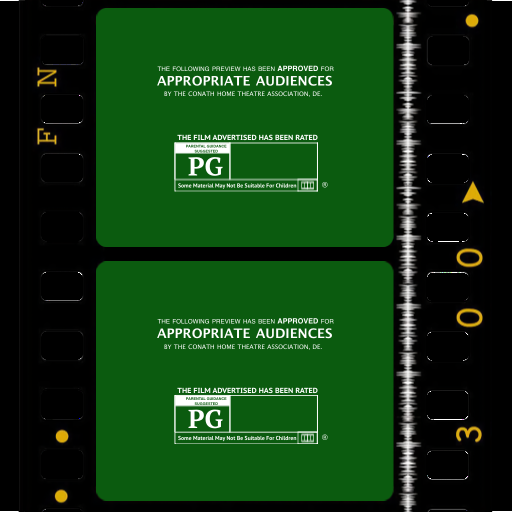 THE FOLLOWING PREVIEW HAS BEEN APPROVED FOR
APPROPRIATE AUDIENCES
BY THE CONATH HOME THEATRE ASSOCIATION, DE.
THE FILM ADVERTISED HAS BEEN RATED
PARENTAL GUIDANCE
SUGGESTED
PG
Some Material May Not Be Suitable For Children
®
THE FOLLOWING PREVIEW HAS BEEN APPROVED FOR
APPROPRIATE AUDIENCES
BY THE CONATH HOME THEATRE ASSOCIATION, DE.
THE FILM ADVERTISED HAS BEEN RATED
PARENTAL GUIDANCE
SUGGESTED
PG
Some Material May Not Be Suitable For Children
®
F N
3 0 0